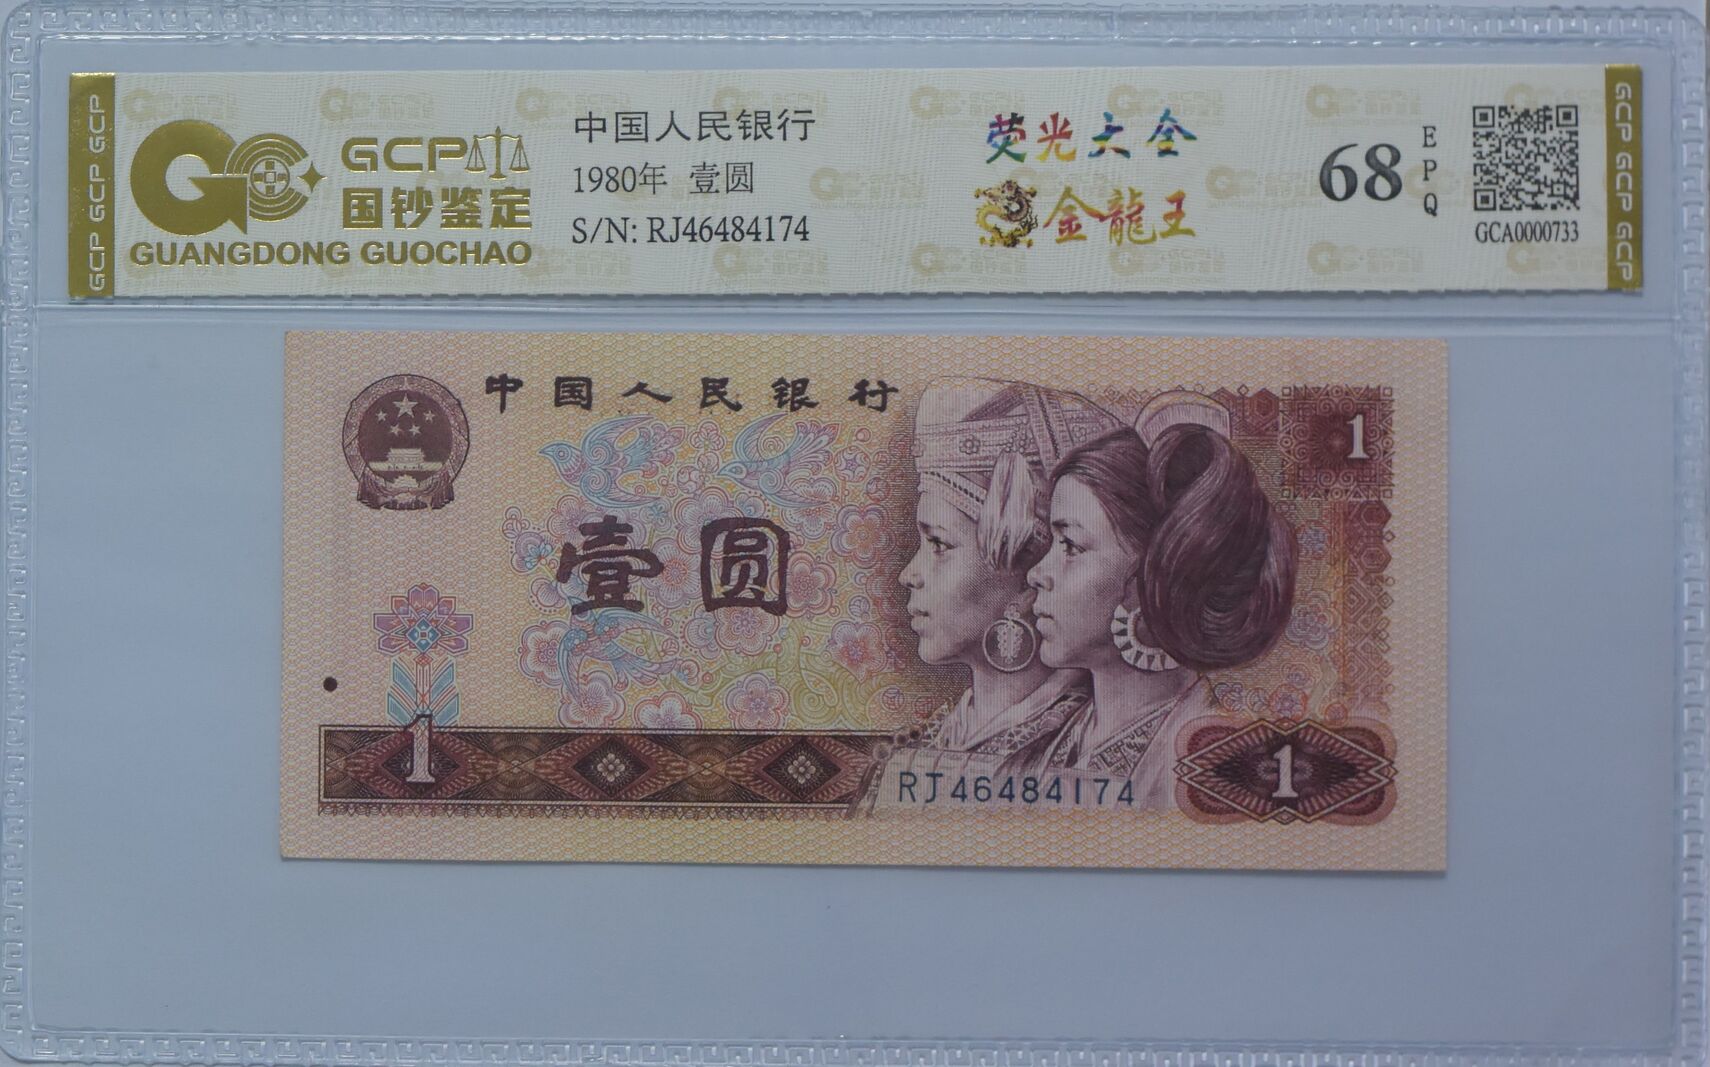 GCP GCP GCP
GCP
国钞鉴定
GUANGDONG GUOCHAO
中国人民银行
1980年 壹圆
S/N: RJ46484174
荧光大全
金龍王
68
EPQ
GCA0000733
GCP GCP GCP
中国人民银行
1
壹圆
1
RJ46484174
1